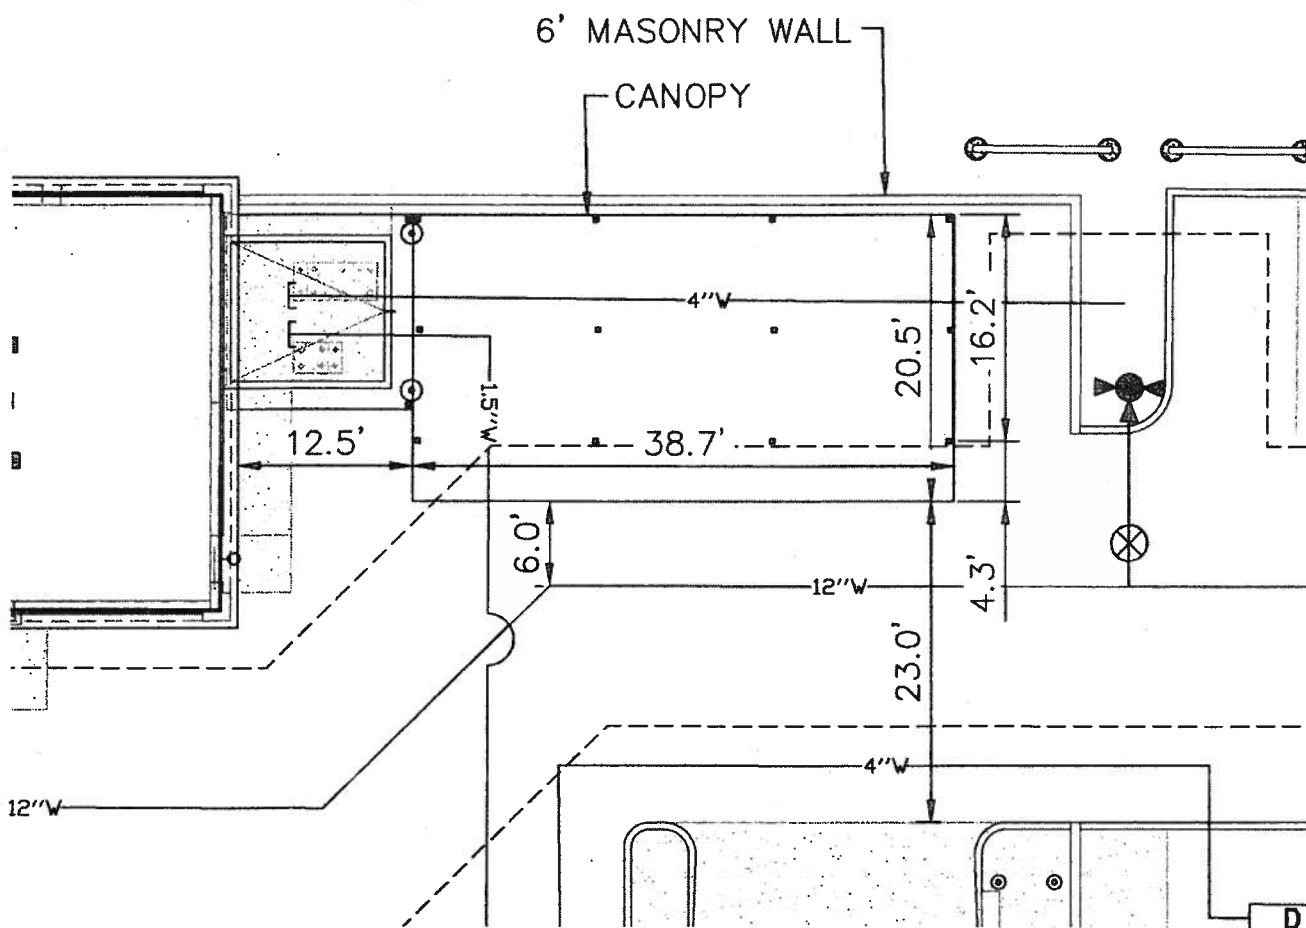 6' MASONRY WALL
CANOPY
4"W
20.5'
16.2'
1.5"W
12.5'
38.7'
6.0'
12"W
4.3'
23.0'
4"W
12"W
D